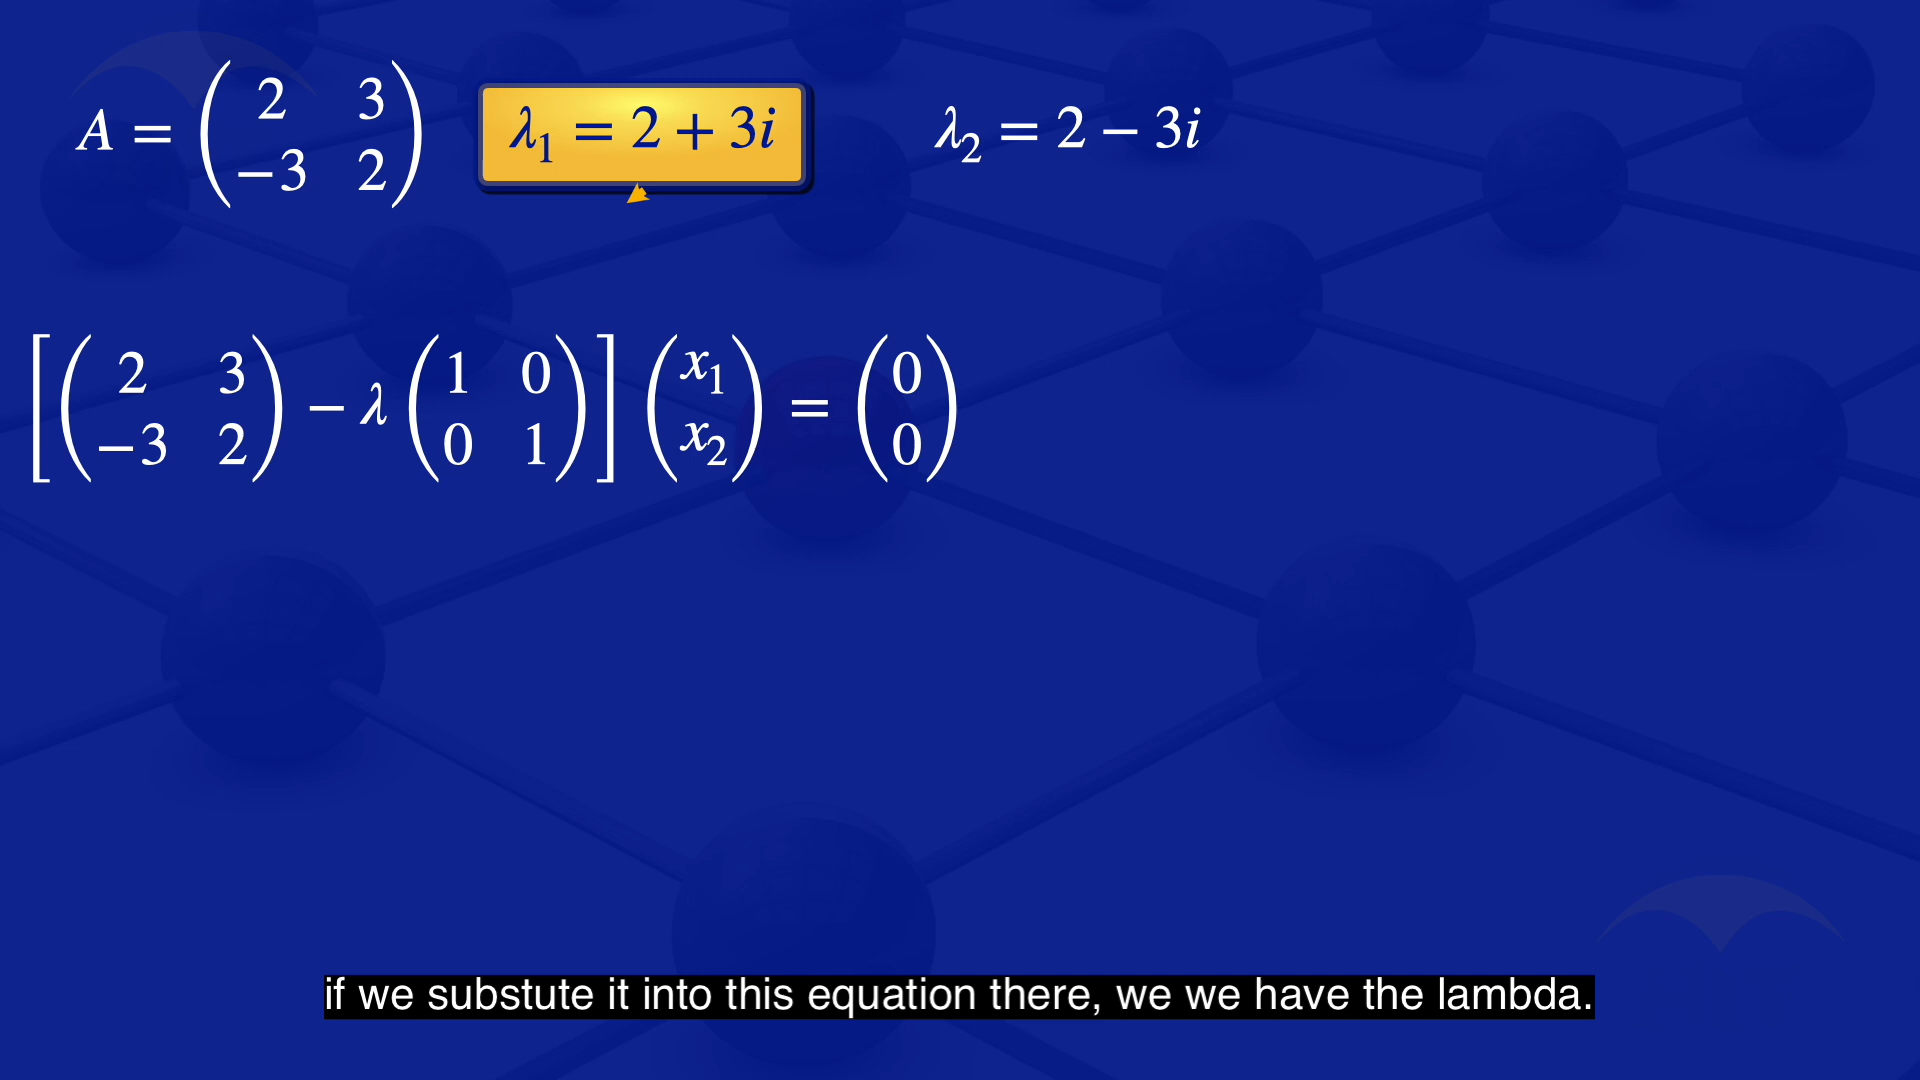 A = ( 2 3 −3 2 ) λ₁ = 2 + 3i λ₂ = 2 − 3i
[ ( 2 3 −3 2 ) − λ ( 1 0 0 1 ) ] ( x₁ x₂ ) = ( 0 0 )
if we substute it into this equation there, we we have the lambda.